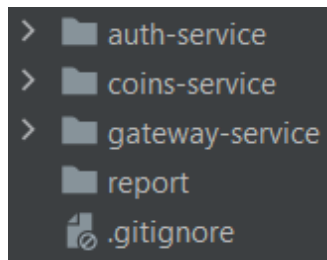 auth-service
coins-service
gateway-service
report
.gitignore